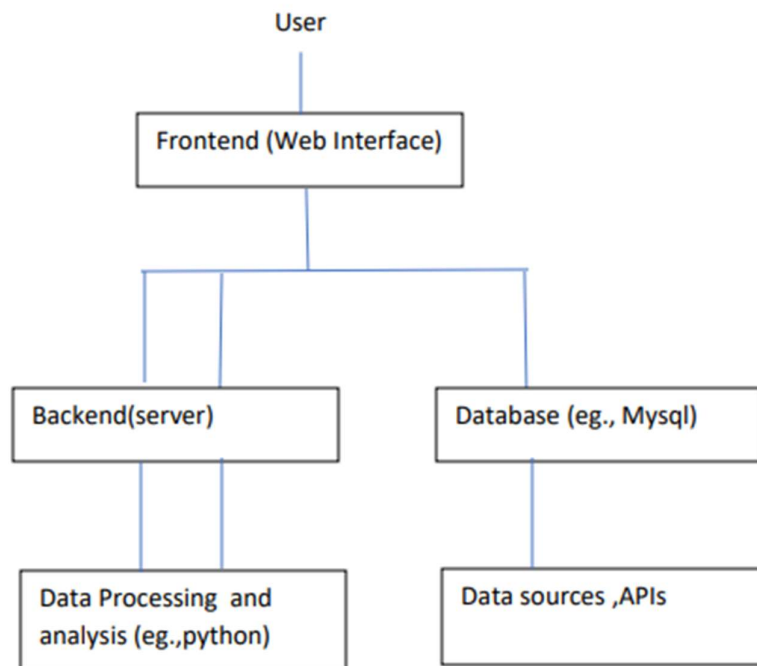 User
Frontend (Web Interface)
Backend(server)
Database (eg., Mysql)
Data Processing and
analysis (eg.,python)
Data sources ,APIs